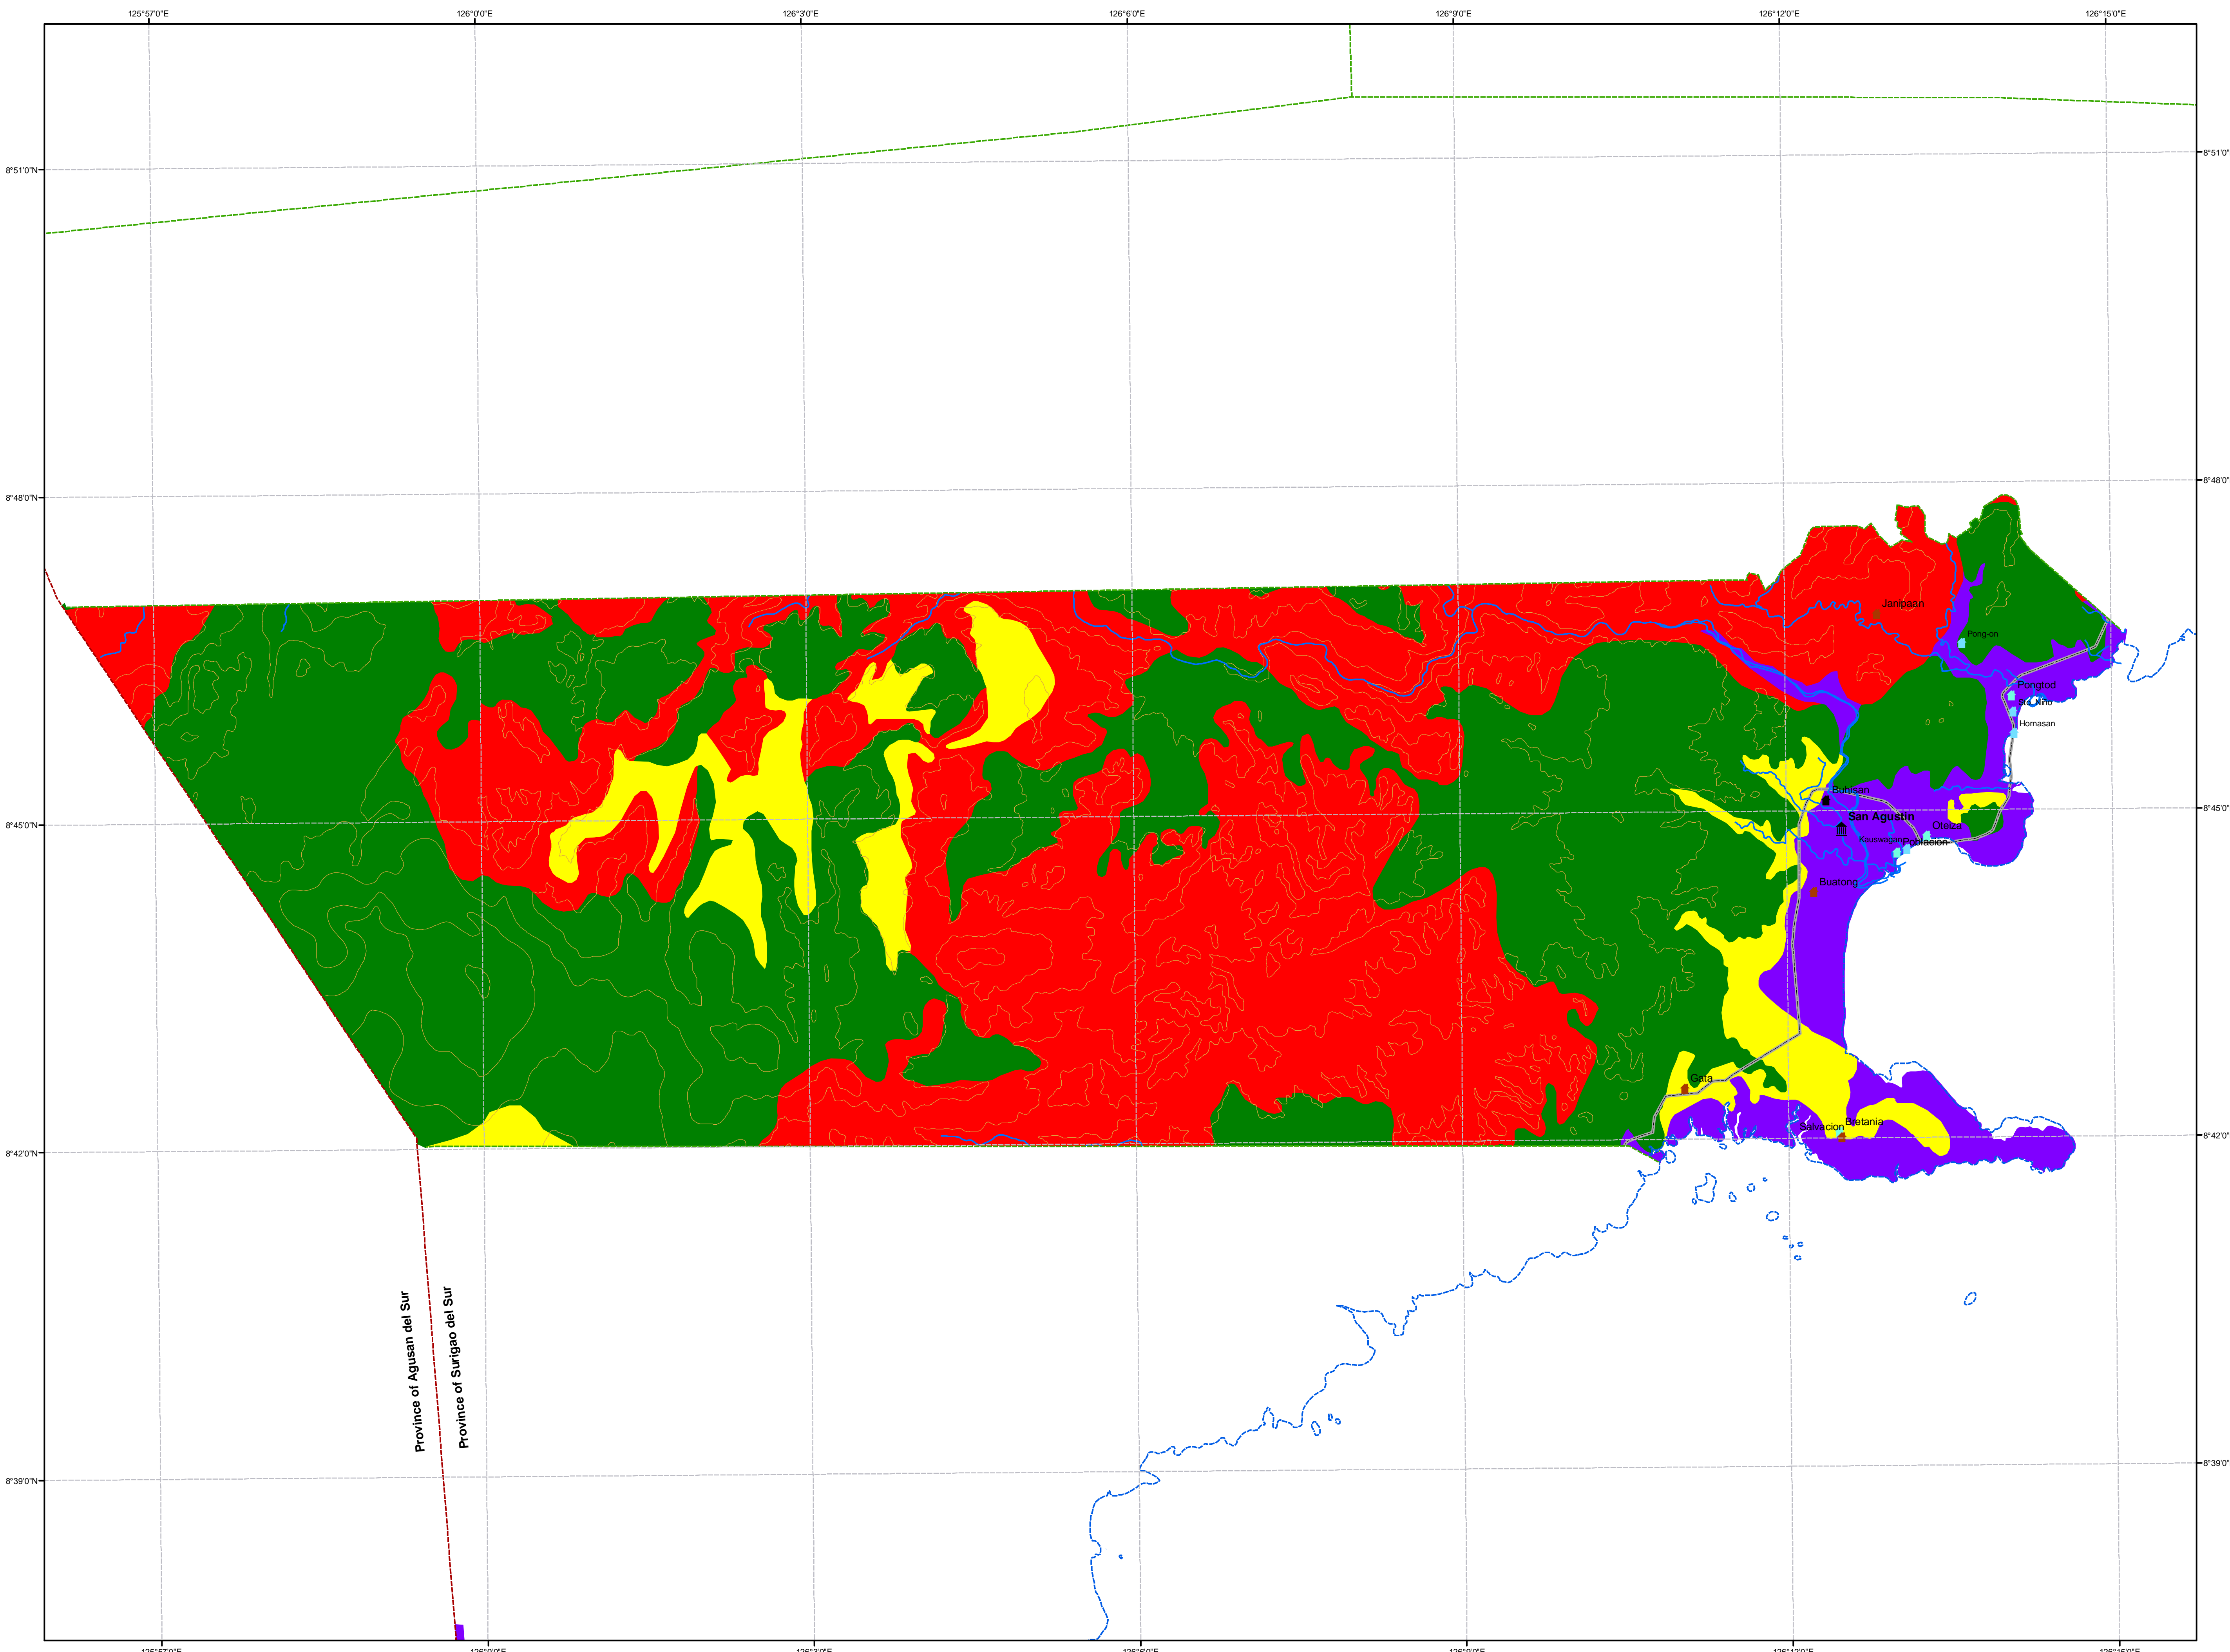 125°57'0"E 126°0'0"E 126°3'0"E 126°6'0"E 126°9'0"E 126°12'0"E 126°15'0"E
8°51'0"N 8°51'0"
8°48'0"N 8°48'0"
Janipaan
Pong-on
Pongtod
Sto. Niño
Hornasan
Buhisan
8°45'0"N 8°45'0"
San Agustin
Oteiza
Kauswagan
Poblacion
Buatong
Gata
Bretania
Salvacion
8°42'0"N 8°42'0"
Province of Agusan del Sur
Province of Surigao del Sur
8°39'0"N 8°39'0"